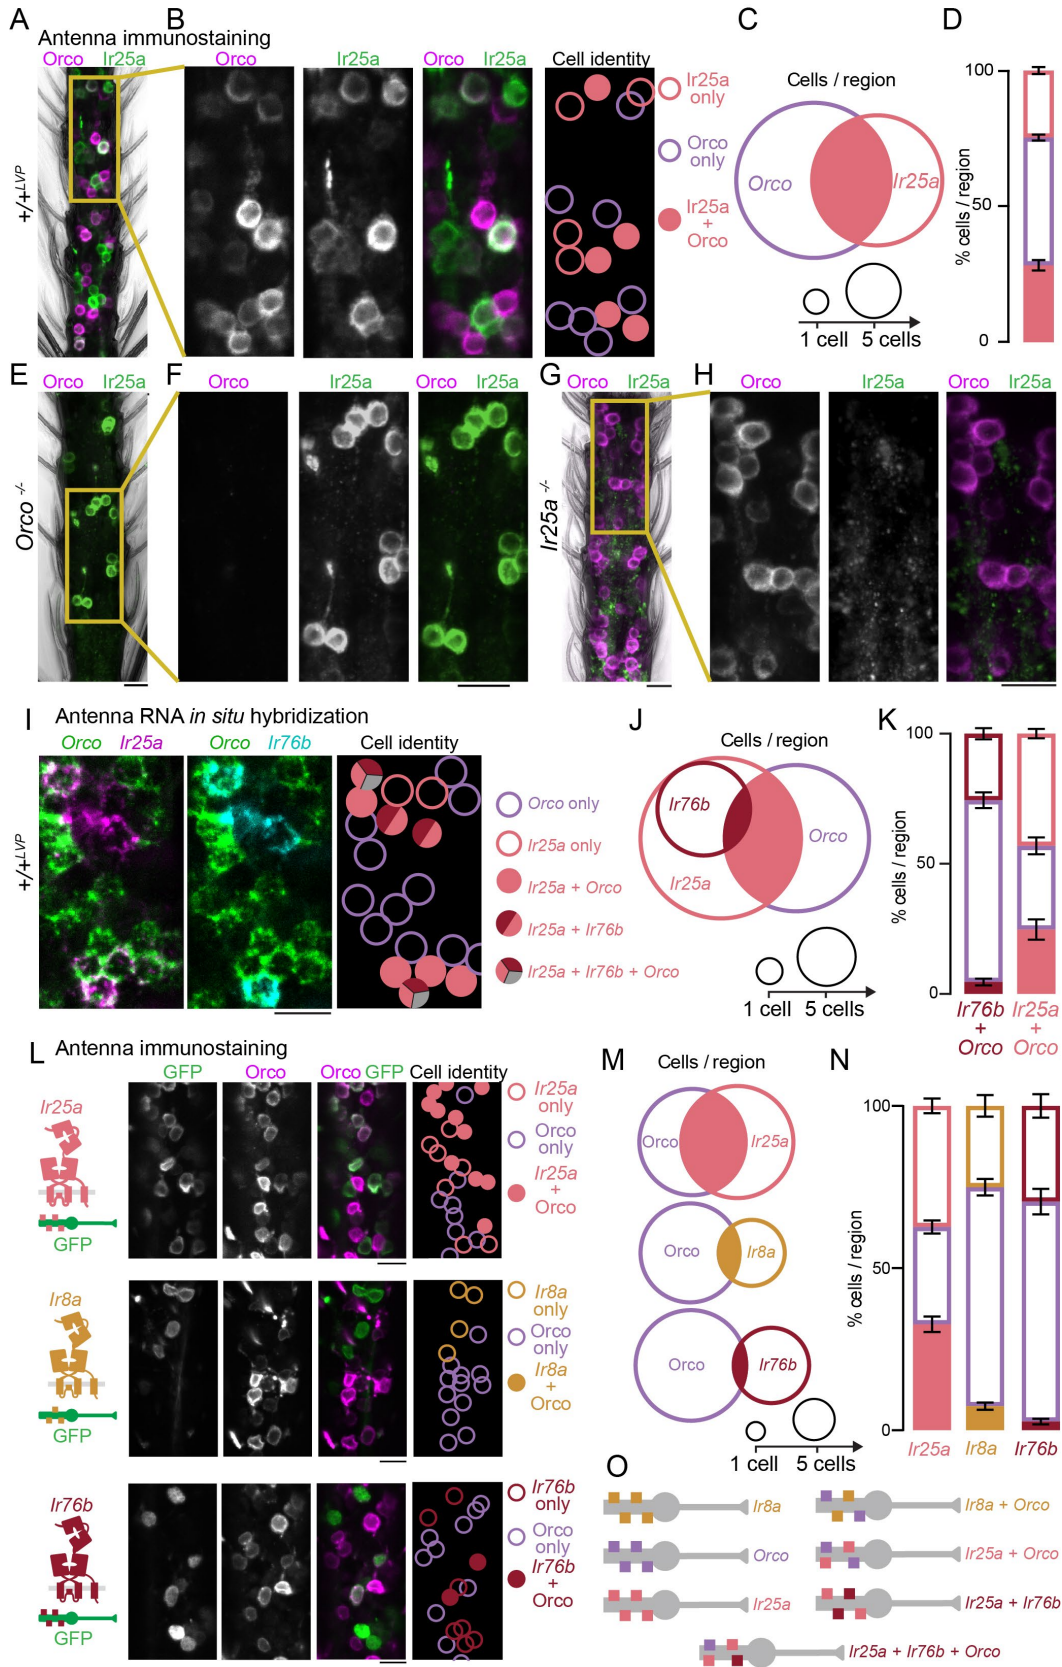 A
Antenna immunostaining
Orco Ir25a
+/+LVP
B
Orco
Ir25a
Orco Ir25a
Cell identity
Ir25a
only
Orco
only
Ir25a
+
Orco
C
Cells / region
Orco
Ir25a
1 cell 5 cells
D
100
50
0
% cells / region
E
Orco Ir25a
Orco -/-
F
Orco
Ir25a
Orco Ir25a
G
Orco Ir25a
Ir25a -/-
H
Orco
Ir25a
Orco Ir25a
I
Antenna RNA in situ hybridization
Orco Ir25a
Orco Ir76b
Cell identity
+/+LVP
Orco only
Ir25a only
Ir25a + Orco
Ir25a + Ir76b
Ir25a + Ir76b + Orco
J
Cells / region
Ir76b
Ir25a
Orco
1 cell 5 cells
K
100
50
0
% cells / region
Ir76b
+
Orco
Ir25a
+
Orco
L
Antenna immunostaining
GFP
Orco
Orco GFP
Cell identity
Ir25a
GFP
Ir25a
only
Orco
only
Ir25a
+
Orco
Ir8a
GFP
Ir8a
only
Orco
only
Ir8a
+
Orco
Ir76b
GFP
Ir76b
only
Orco
only
Ir76b
+
Orco
M
Cells / region
Orco
Ir25a
Orco
Ir8a
Orco
Ir76b
1 cell 5 cells
N
100
50
0
% cells / region
Ir25a
Ir8a
Ir76b
O
Ir8a
Ir8a + Orco
Orco
Ir25a + Orco
Ir25a
Ir25a + Ir76b
Ir25a + Ir76b + Orco